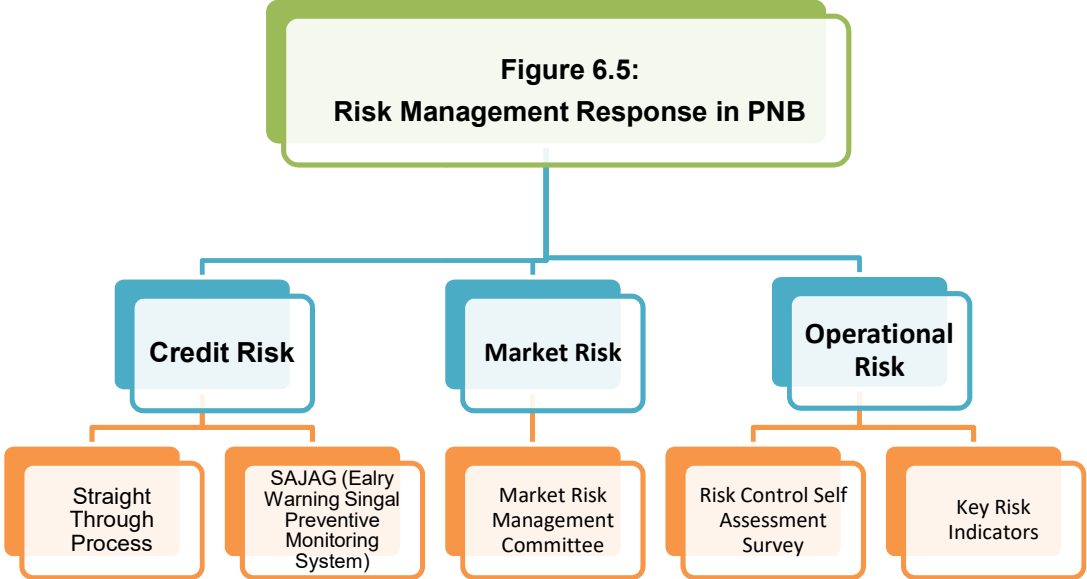 Figure 6.5:
Risk Management Response in PNB
Credit Risk
Market Risk
Operational
Risk
Straight
Through
Process
SAJAG (Ealry
Warning Singal
Preventive
Monitoring
System)
Market Risk
Management
Committee
Risk Control Self
Assessment
Survey
Key Risk
Indicators